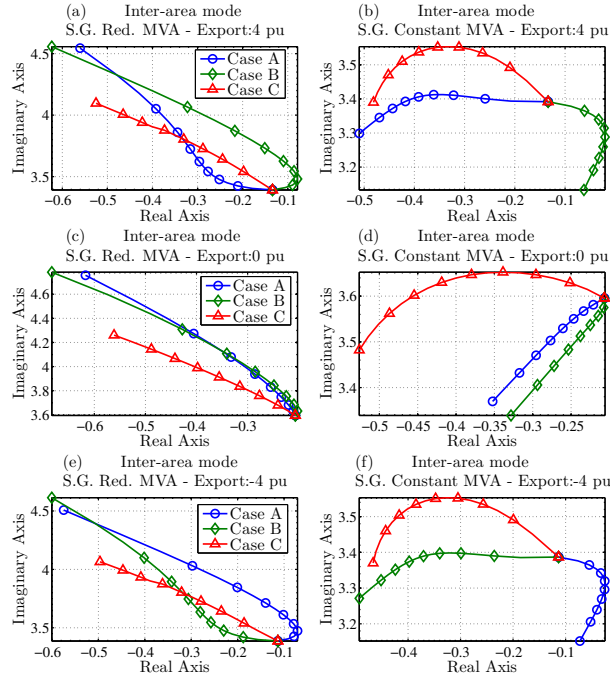 (a) Inter-area mode
S.G. Red. MVA - Export:4 pu
Imaginary Axis
4.5
4
3.5
Case A
Case B
Case C
−0.6 −0.5 −0.4 −0.3 −0.2 −0.1
Real Axis
(b) Inter-area mode
S.G. Constant MVA - Export:4 pu
Imaginary Axis
3.5
3.4
3.3
3.2
−0.5 −0.4 −0.3 −0.2 −0.1
Real Axis
(c) Inter-area mode
S.G. Red. MVA - Export:0 pu
Imaginary Axis
4.6
4.4
4.2
4
3.8
3.6
Case A
Case B
Case C
−0.6 −0.5 −0.4 −0.3
Real Axis
(d) Inter-area mode
S.G. Constant MVA - Export:0 pu
Imaginary Axis
3.6
3.5
3.4
−0.5 −0.45 −0.4 −0.35 −0.3 −0.25
Real Axis
(e) Inter-area mode
S.G. Red. MVA - Export:-4 pu
Imaginary Axis
4.5
4
3.5
Case A
Case B
Case C
−0.6 −0.5 −0.4 −0.3 −0.2 −0.1
Real Axis
(f) Inter-area mode
S.G. Constant MVA - Export:-4 pu
Imaginary Axis
3.5
3.4
3.3
3.2
−0.4 −0.3 −0.2 −0.1
Real Axis